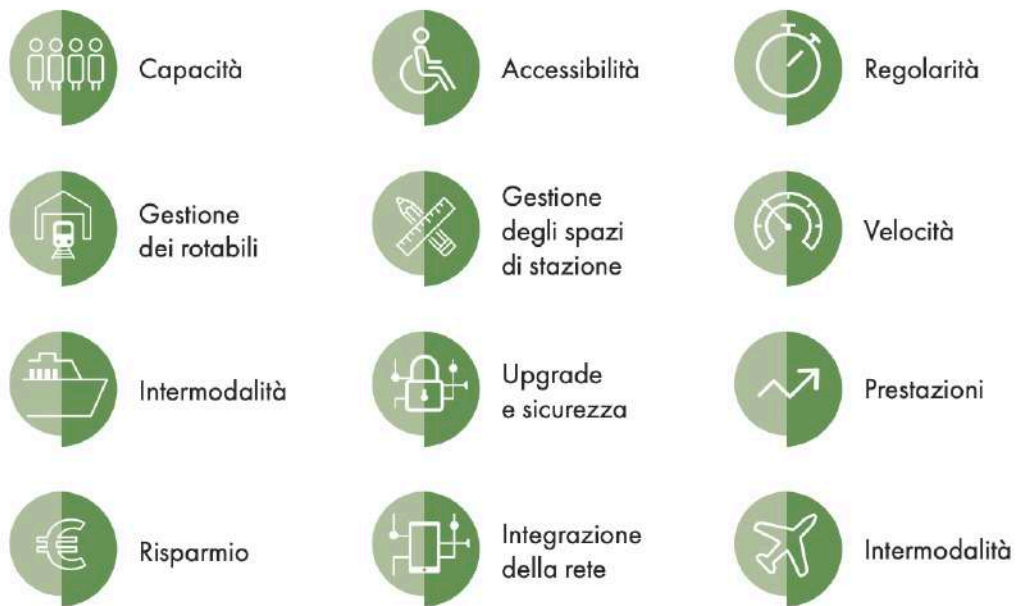 Capacità
Accessibilità
Regolarità
Gestione
dei rotabili
Gestione
degli spazi
di stazione
Velocità
Intermodalità
Upgrade
e sicurezza
Prestazioni
€
Risparmio
Integrazione
della rete
Intermodalità